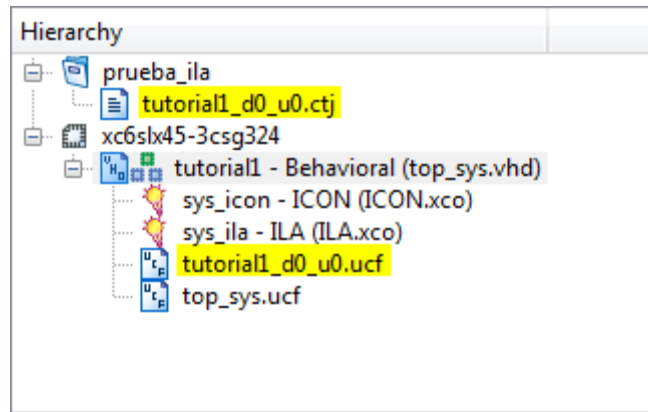 Hierarchy
prueba_ila
tutorial1_d0_u0.ctj
xc6slx45-3csg324
tutorial1 - Behavioral (top_sys.vhd)
sys_icon - ICON (ICON.xco)
sys_ila - ILA (ILA.xco)
tutorial1_d0_u0.ucf
top_sys.ucf